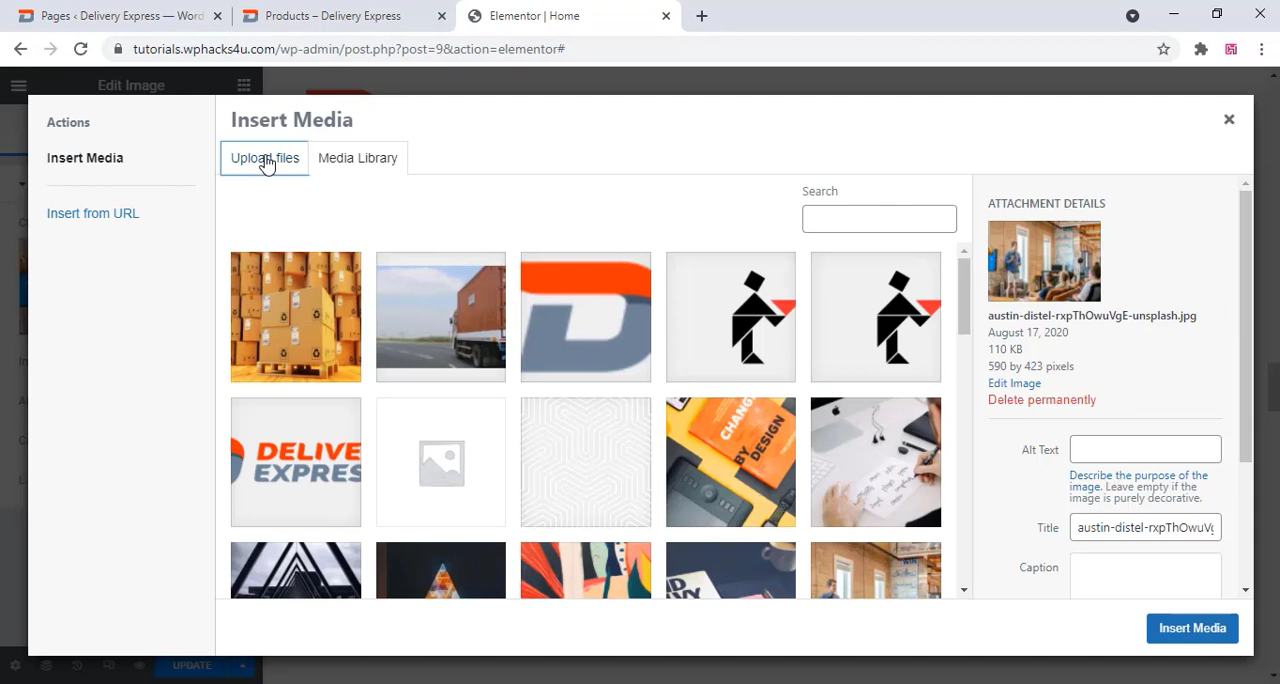 Pages ‹ Delivery Express — Word
Products – Delivery Express
Elementor | Home
tutorials.wphacks4u.com/wp-admin/post.php?post=9&action=elementor#
Edit Image
Actions
Insert Media
Insert from URL
Insert Media
Upload files
Media Library
Search
DELIVE
EXPRES
CHANG
BY
DESIGN
ATTACHMENT DETAILS
austin-distel-rxpThOwuVgE-unsplash.jpg
August 17, 2020
110 KB
590 by 423 pixels
Edit Image
Delete permanently
Alt Text
Describe the purpose of the
image. Leave empty if the
image is purely decorative.
Title
austin-distel-rxpThOwuVg
Caption
Insert Media
UPDATE